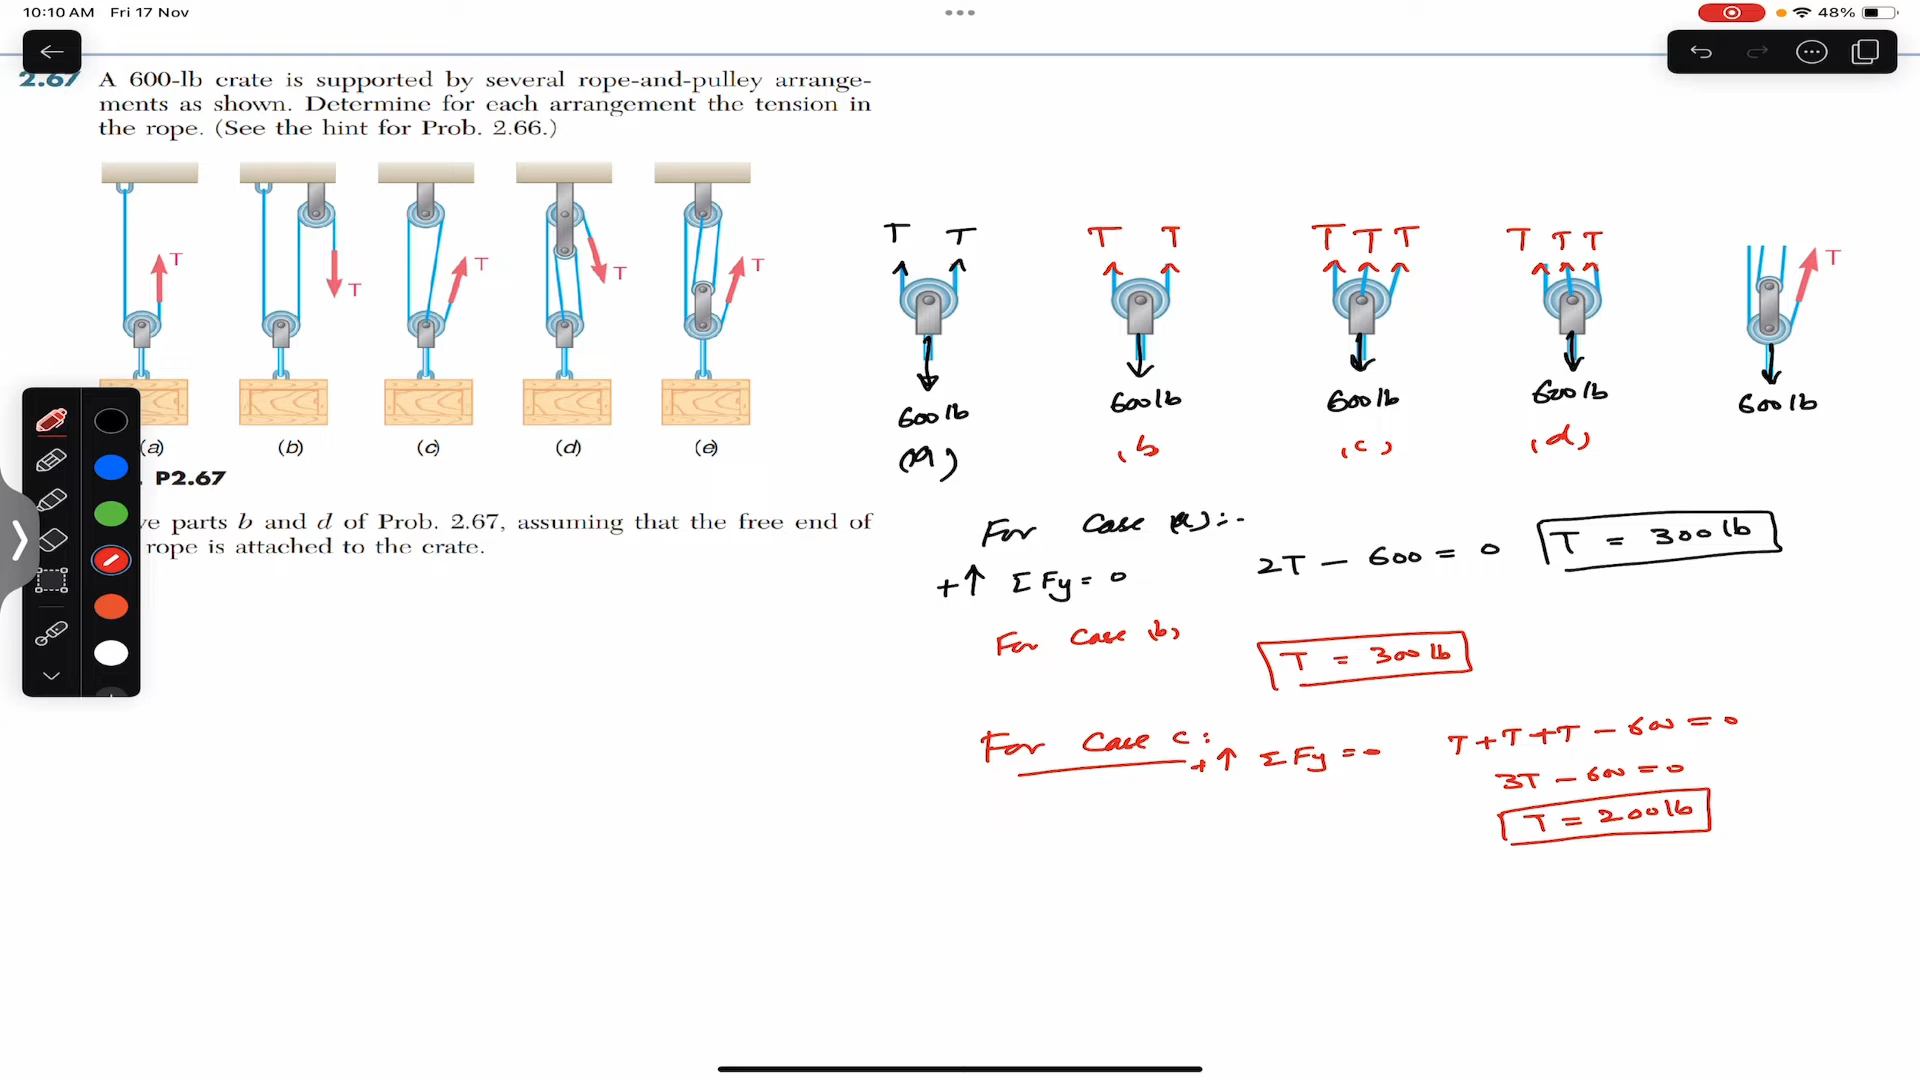 10:10 AM Fri 17 Nov
48%
2.67 A 600-lb crate is supported by several rope-and-pulley arrange-
ments as shown. Determine for each arrangement the tension in
the rope. (See the hint for Prob. 2.66.)
T
T
T
T
T
(a) (b) (c) (d) (e)
P2.67
ve parts b and d of Prob. 2.67, assuming that the free end of
rope is attached to the crate.
T T
600 lb
(a)
T T
600 lb
(b
T T T
600 lb
(c)
T T T
600 lb
(d)
T
600 lb
For Case (a):-
+↑ ΣFy = 0
2T - 600 = 0
T = 300 lb
For Case (b)
T = 300 lb
For Case c:
+↑ ΣFy = 0
T + T + T - 600 = 0
3T - 600 = 0
T = 200 lb